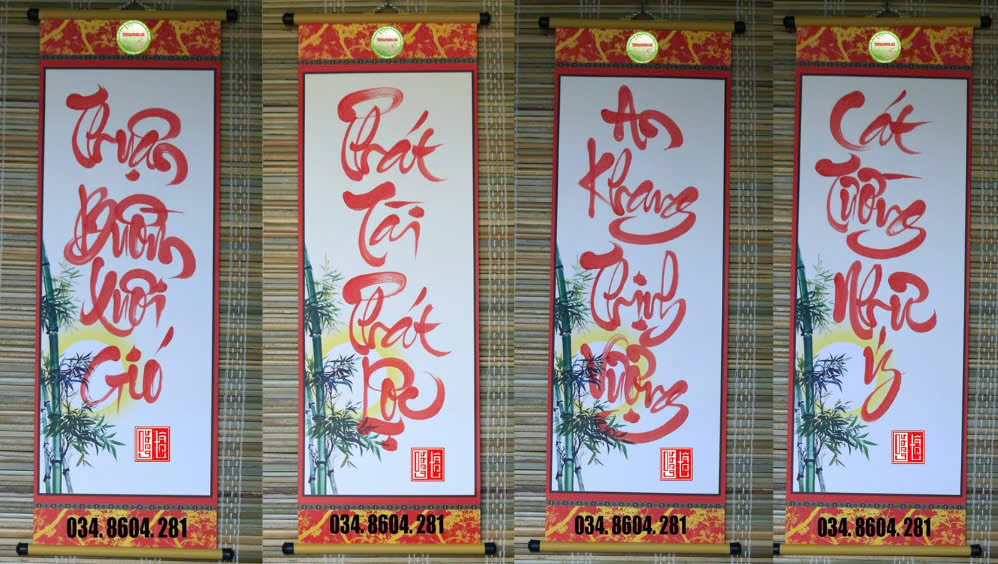 Thuận
Buồm
Xuôi
Gió
034.8604.281
Phát
Tài
Phát
Lộc
034.8604.281
An
Khang
Thịnh
Vượng
034.8604.281
Cát
Tường
Như
Ý
034.8604.281